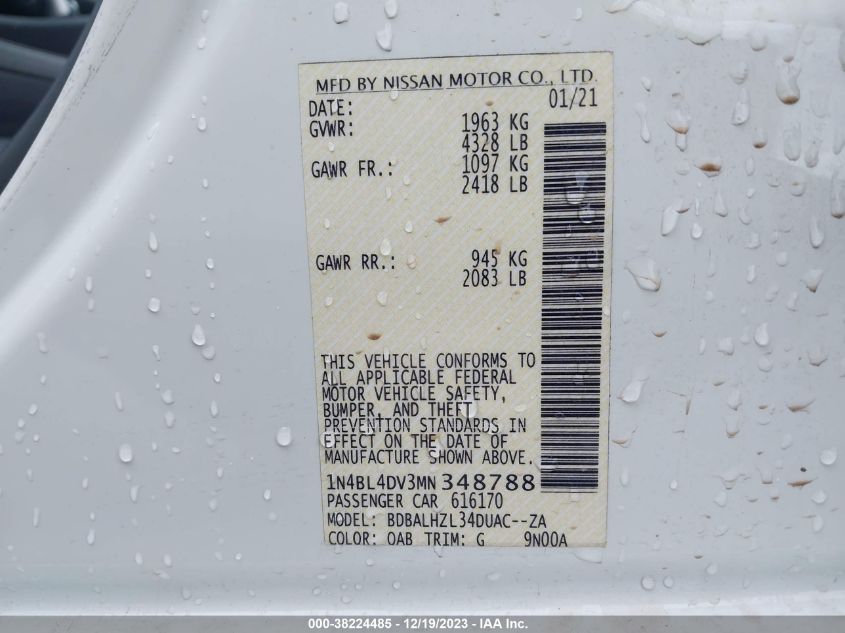 MFD BY NISSAN MOTOR CO., LTD.
DATE: 01/21
GVWR: 1963 KG
4328 LB
GAWR FR.: 1097 KG
2418 LB
GAWR RR.: 945 KG
2083 LB
THIS VEHICLE CONFORMS TO
ALL APPLICABLE FEDERAL
MOTOR VEHICLE SAFETY,
BUMPER, AND THEFT
PREVENTION STANDARDS IN
EFFECT ON THE DATE OF
MANUFACTURE SHOWN ABOVE.
1N4BL4DV3MN348788
PASSENGER CAR 616170
MODEL: BDBALHZL34DUAC--ZA
COLOR: QAB TRIM: G 9N00A
000-38224485 - 12/19/2023 - IAA Inc.